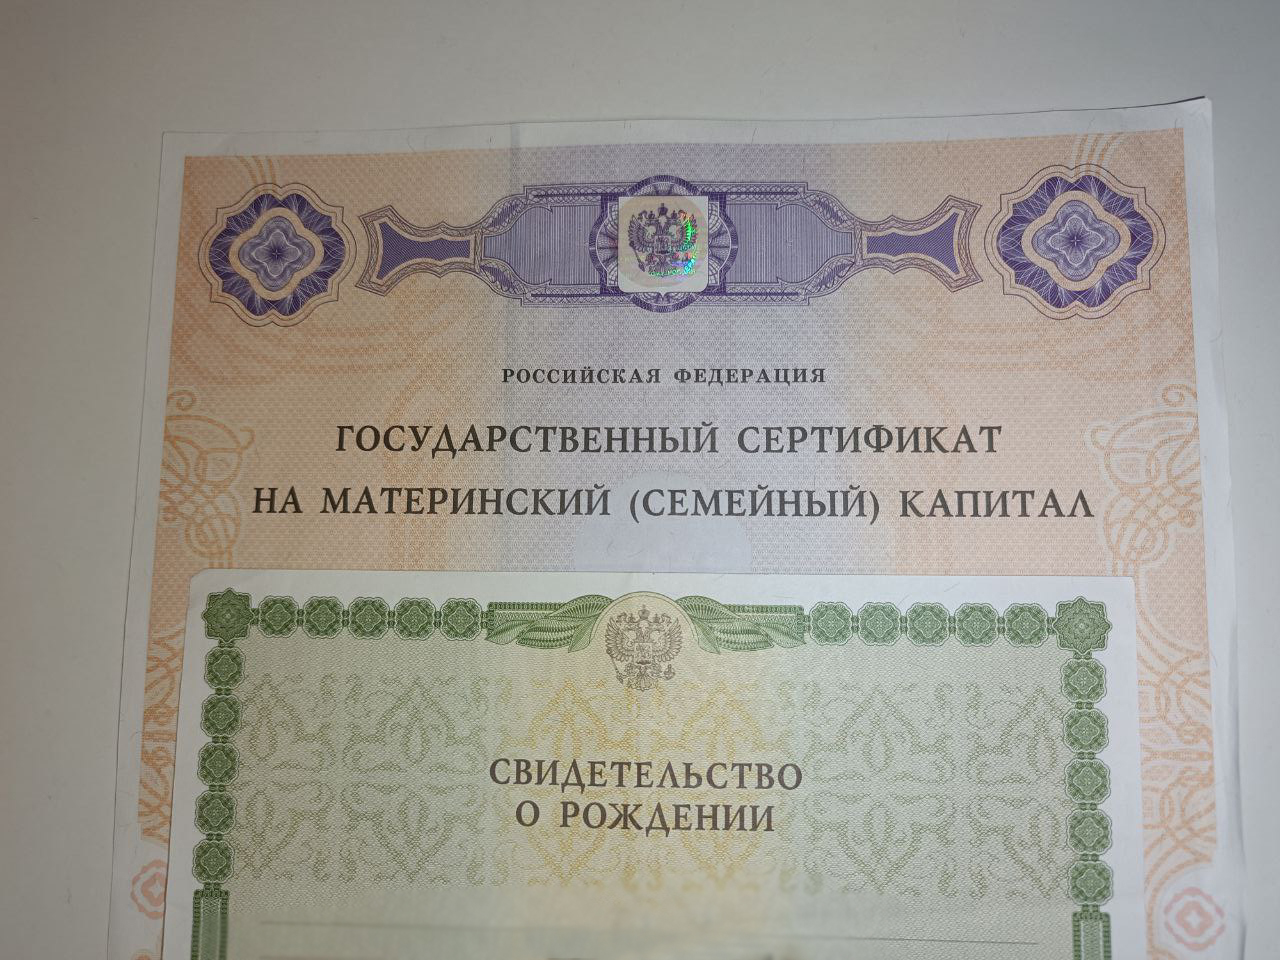 РОССИЙСКАЯ ФЕДЕРАЦИЯ
ГОСУДАРСТВЕННЫЙ СЕРТИФИКАТ
НА МАТЕРИНСКИЙ (СЕМЕЙНЫЙ) КАПИТАЛ
СВИДЕТЕЛЬСТВО
О РОЖДЕНИИ